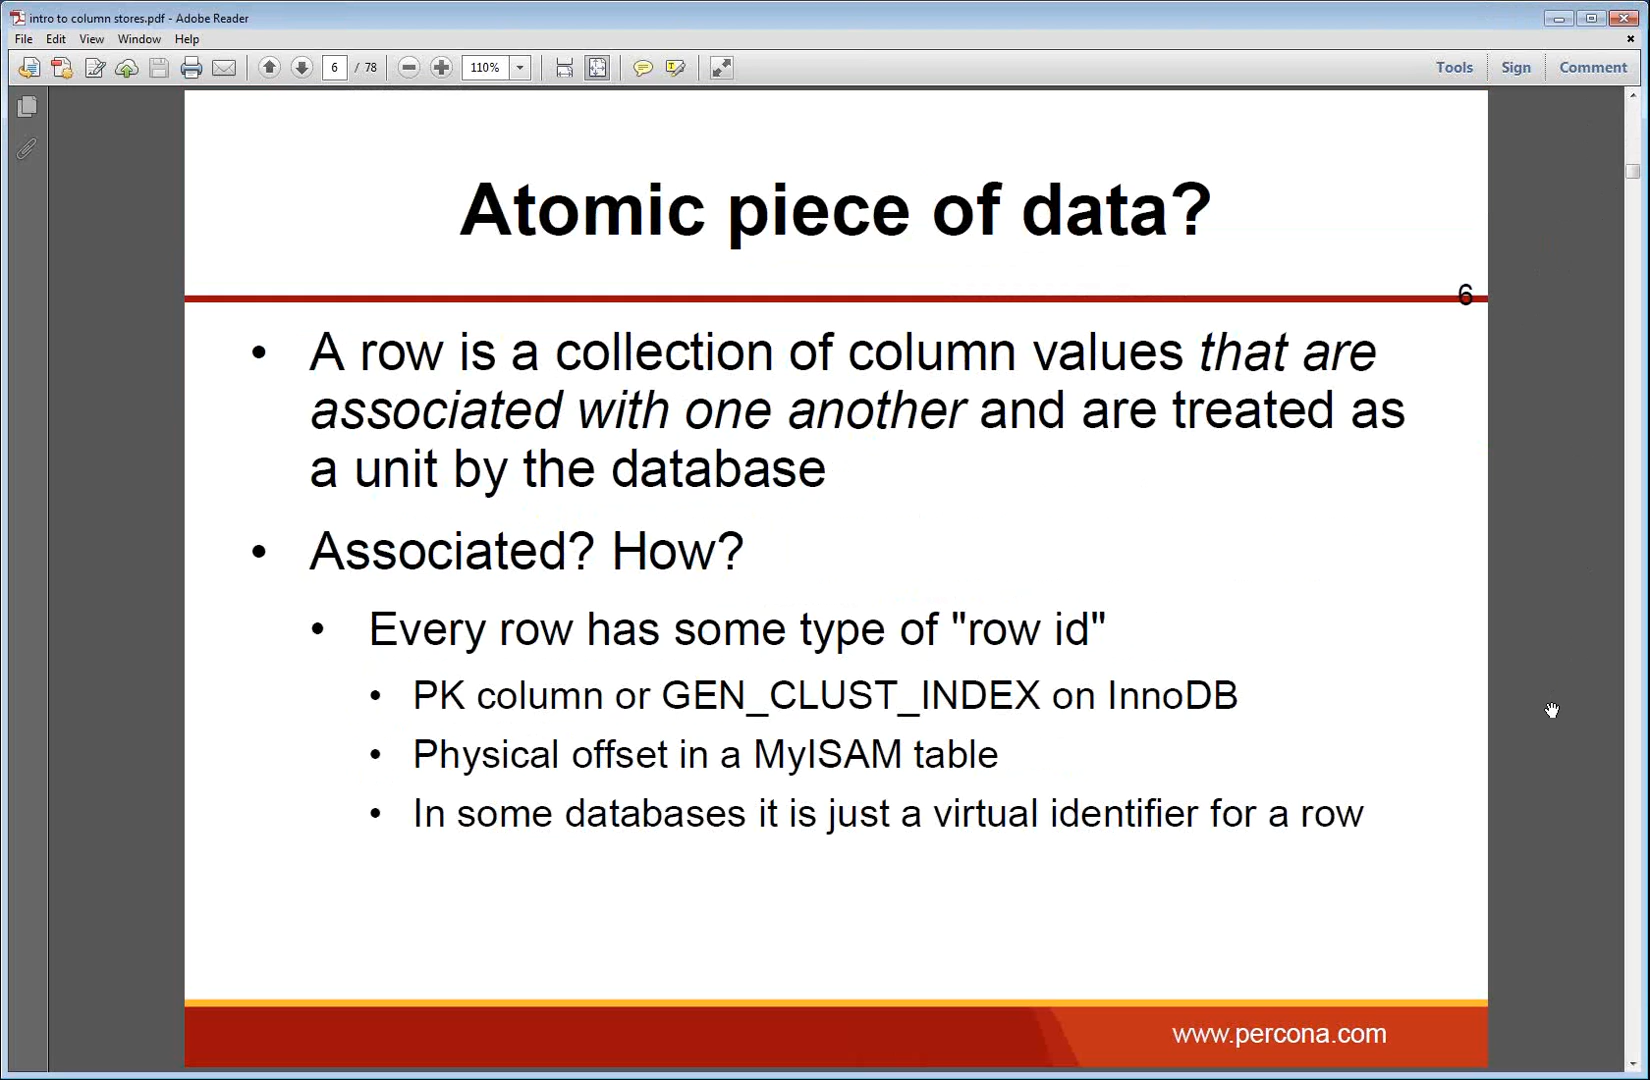 intro to column stores.pdf - Adobe Reader
File Edit View Window Help
6 / 78 110% Tools Sign Comment
Atomic piece of data?
6
• A row is a collection of column values that are
associated with one another and are treated as
a unit by the database
• Associated? How?
• Every row has some type of "row id"
• PK column or GEN_CLUST_INDEX on InnoDB
• Physical offset in a MyISAM table
• In some databases it is just a virtual identifier for a row
www.percona.com